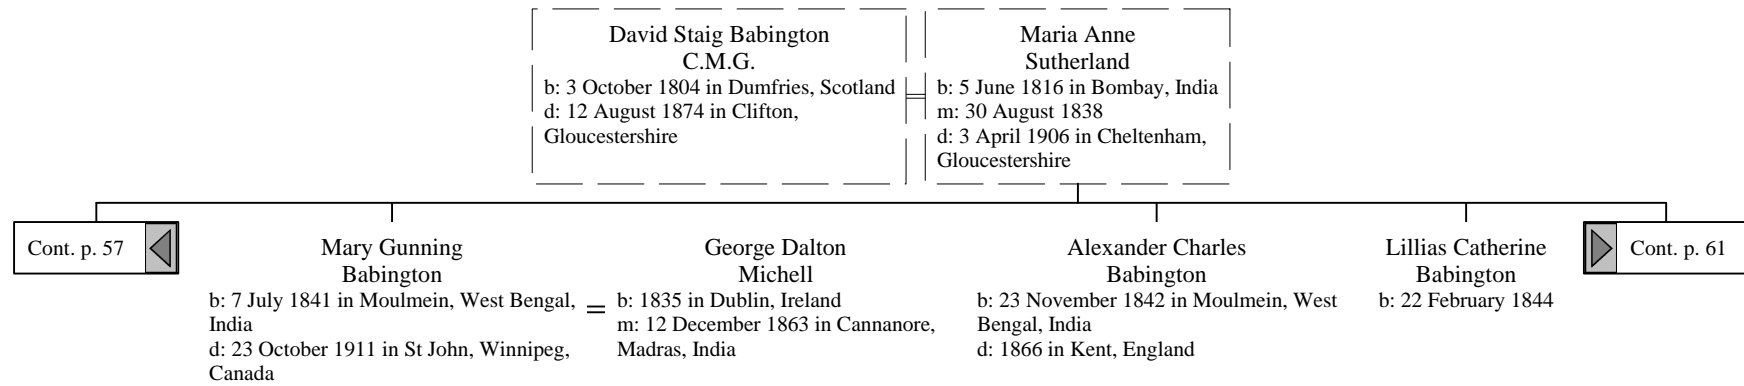 David Staig Babington
C.M.G.
b: 3 October 1804 in Dumfries, Scotland
d: 12 August 1874 in Clifton,
Gloucestershire
Maria Anne
Sutherland
b: 5 June 1816 in Bombay, India
m: 30 August 1838
d: 3 April 1906 in Cheltenham,
Gloucestershire
Cont. p. 57
Mary Gunning
Babington
b: 7 July 1841 in Moulmein, West Bengal,
India
d: 23 October 1911 in St John, Winnipeg,
Canada
=
George Dalton
Michell
b: 1835 in Dublin, Ireland
m: 12 December 1863 in Cannanore,
Madras, India
Alexander Charles
Babington
b: 23 November 1842 in Moulmein, West
Bengal, India
d: 1866 in Kent, England
Lillias Catherine
Babington
b: 22 February 1844
Cont. p. 61